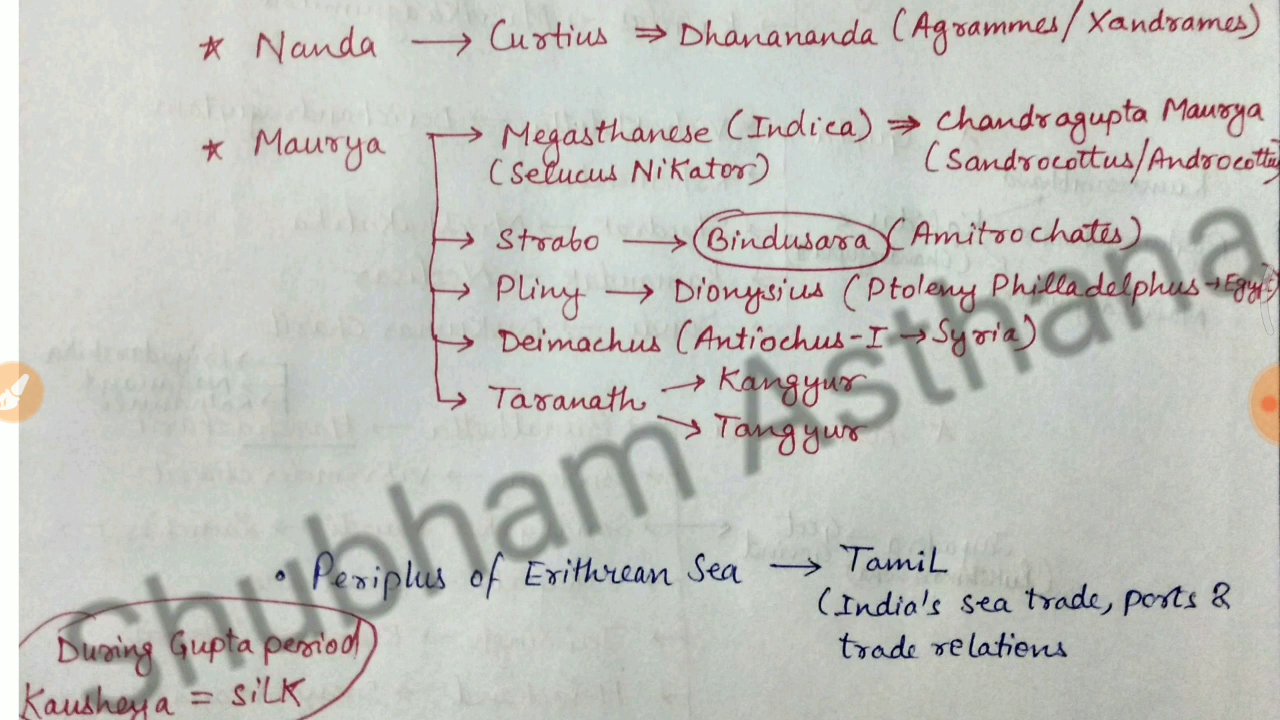 * Nanda → Curtius ⇒ Dhanananda (Agrammes/Xandrames)
* Maurya → Megasthanese (Indica) ⇒ Chandragupta Maurya
(Selucus Nikator) (Sandrocottus/Androcottu
→ Strabo → Bindusara (Amitrochates)
→ Pliny → Dionysius (Ptoleny Philladelphus → Egypt)
→ Deimachus (Antiochus-I → Syria)
→ Taranath → Kangyur
→ Tangyur
Shubham Asthana
• Periplus of Erithrean Sea → Tamil
(India's sea trade, ports &
trade relations
During Gupta period
Kausheya = Silk